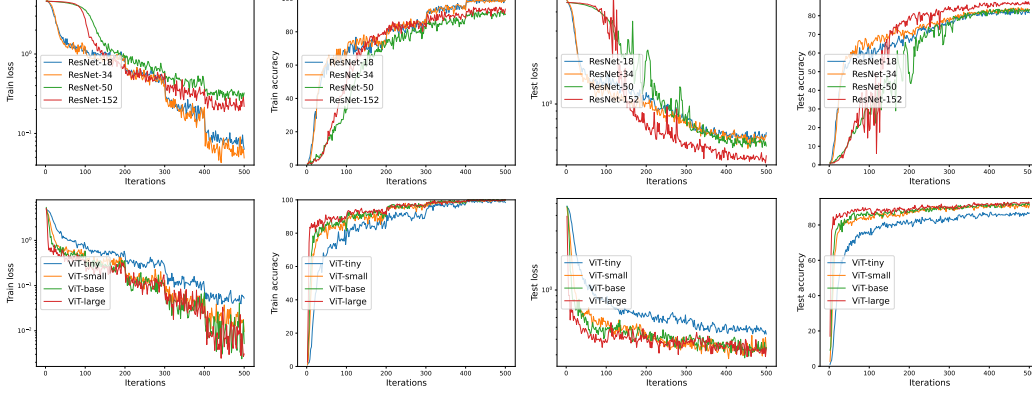 Train loss
10⁰
10⁻¹
ResNet-18
ResNet-34
ResNet-50
ResNet-152
0 100 200 300 400 500
Iterations
Train accuracy
80
60
40
20
0
ResNet-18
ResNet-34
ResNet-50
ResNet-152
0 100 200 300 400 500
Iterations
Test loss
10⁰
ResNet-18
ResNet-34
ResNet-50
ResNet-152
0 100 200 300 400 500
Iterations
Test accuracy
80
70
60
50
40
30
20
10
0
ResNet-18
ResNet-34
ResNet-50
ResNet-152
0 100 200 300 400 500
Iterations
Train loss
10⁰
10⁻¹
10⁻²
ViT-tiny
ViT-small
ViT-base
ViT-large
0 100 200 300 400 500
Iterations
Train accuracy
100
80
60
40
20
0
ViT-tiny
ViT-small
ViT-base
ViT-large
0 100 200 300 400 500
Iterations
Test loss
10⁰
ViT-tiny
ViT-small
ViT-base
ViT-large
0 100 200 300 400 500
Iterations
Test accuracy
80
60
40
20
0
ViT-tiny
ViT-small
ViT-base
ViT-large
0 100 200 300 400 500
Iterations